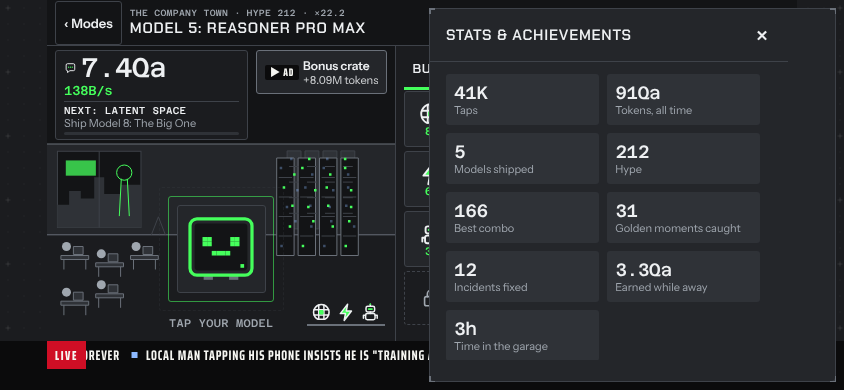 ‹ Modes
THE COMPANY TOWN · HYPE 212 · ×22.2
MODEL 5: REASONER PRO MAX
7.4Qa
138B/s
NEXT: LATENT SPACE
Ship Model 8: The Big One
AD
Bonus crate
+8.09M tokens
BU
TAP YOUR MODEL
LIVE
OREVER
LOCAL MAN TAPPING HIS PHONE INSISTS HE IS "TRAINING
STATS & ACHIEVEMENTS
×
41K
Taps
91Qa
Tokens, all time
5
Models shipped
212
Hype
166
Best combo
31
Golden moments caught
12
Incidents fixed
3.3Qa
Earned while away
3h
Time in the garage